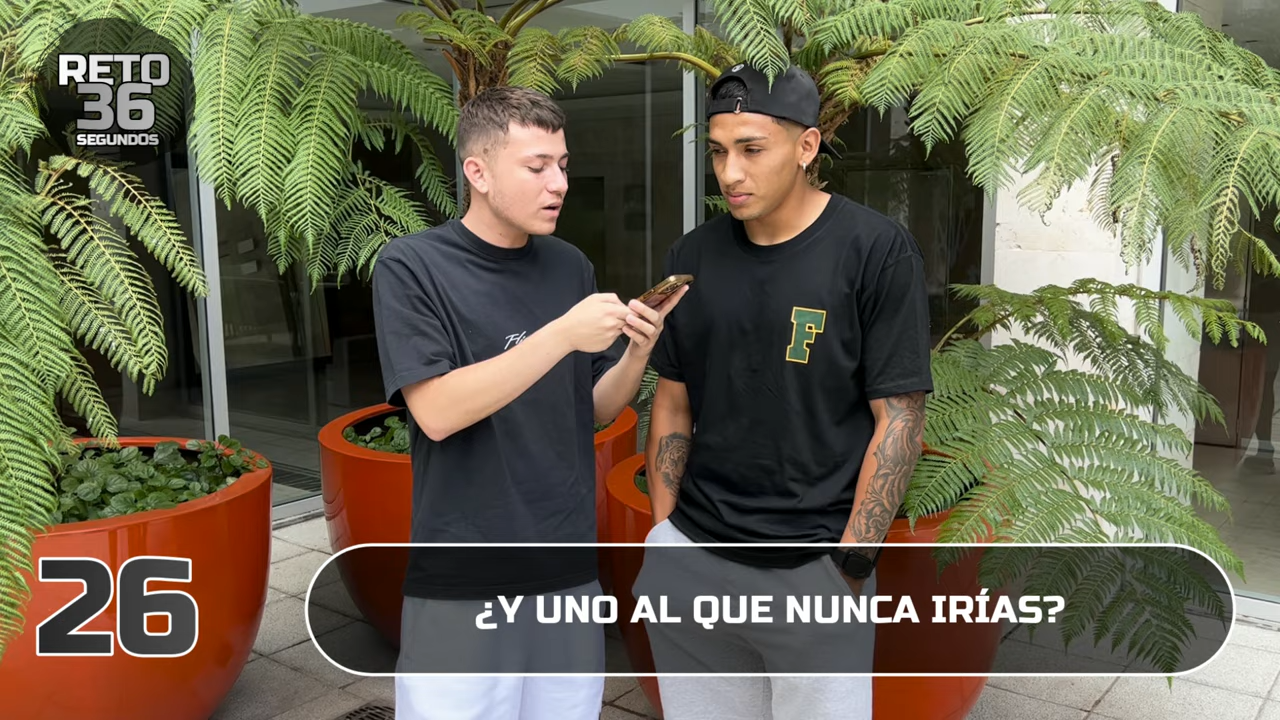 RETO
36
SEGUNDOS
F
26
¿Y UNO AL QUE NUNCA IRÍAS?